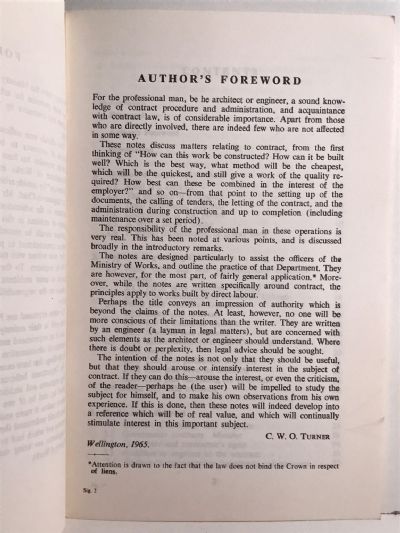 AUTHOR'S FOREWORD
For the professional man, be he architect or engineer, a sound know-
ledge of contract procedure and administration, and acquaintance
with contract law, is of considerable importance. Apart from those
who are directly involved, there are indeed few who are not affected
in some way.
These notes discuss matters relating to contract, from the first
thinking of "How can this work be constructed? How can it be built
well? Which is the best way, what method will be the cheapest,
which will be the quickest, and still give a work of the quality re-
quired? How best can these be combined in the interest of the
employer?" and so on—from that point to the setting up of the
documents, the calling of tenders, the letting of the contract, and the
administration during construction and up to completion (including
maintenance over a set period).
The responsibility of the professional man in these operations is
very real. This has been noted at various points, and is discussed
broadly in the introductory remarks.
The notes are designed particularly to assist the officers of the
Ministry of Works, and outline the practice of that Department. They
are however, for the most part, of fairly general application.* More-
over, while the notes are written specifically around contract, the
principles apply to works built by direct labour.
Perhaps the title conveys an impression of authority which is
beyond the claims of the notes. At least, however, no one will be
more conscious of their limitations than the writer. They are written
by an engineer (a layman in legal matters), but are concerned with
such elements as the architect or engineer should understand. Where
there is doubt or perplexity, then legal advice should be sought.
The intention of the notes is not only that they should be useful,
but that they should arouse or intensify interest in the subject of
contract. If they can do this—arouse the interest, or even the criticism,
of the reader—perhaps he (the user) will be impelled to study the
subject for himself, and to make his own observations from his own
experience. If this is done, then these notes will indeed develop into
a reference which will be of real value, and which will continually
stimulate interest in this important subject.
C. W. O. TURNER
Wellington, 1965.
*Attention is drawn to the fact that the law does not bind the Crown in respect
of liens.
Sig. 2